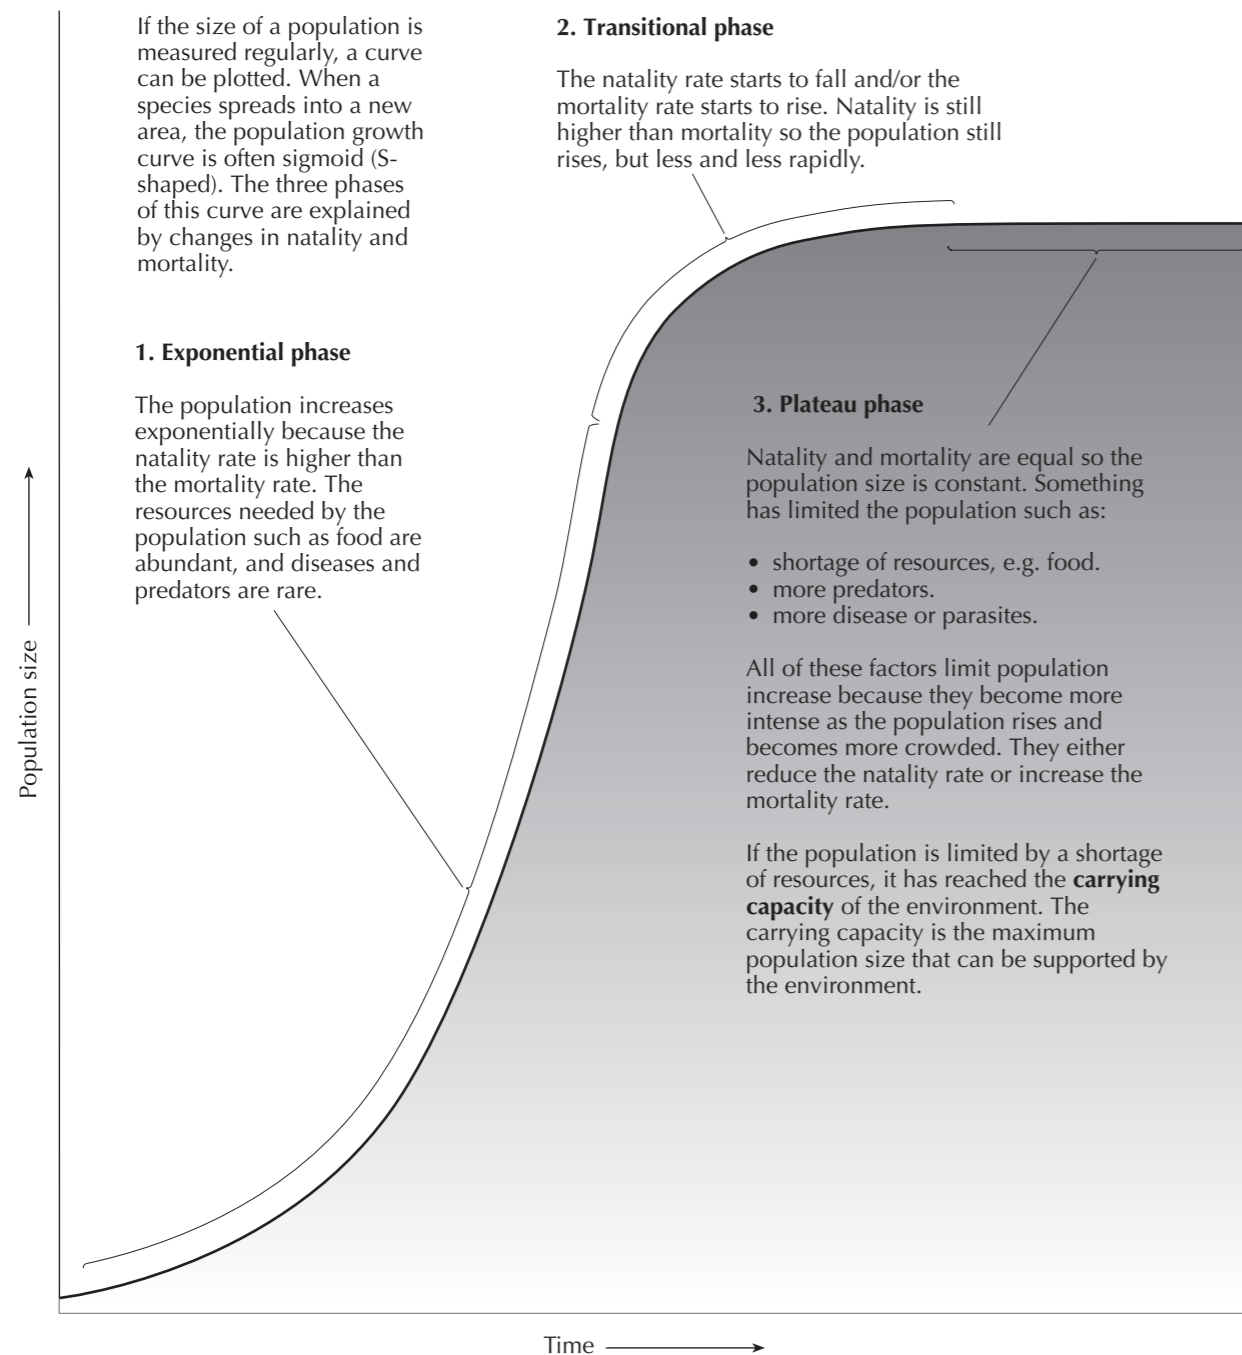 If the size of a population is
measured regularly, a curve
can be plotted. When a
species spreads into a new
area, the population growth
curve is often sigmoid (S-
shaped). The three phases
of this curve are explained
by changes in natality and
mortality.
2. Transitional phase
The natality rate starts to fall and/or the
mortality rate starts to rise. Natality is still
higher than mortality so the population still
rises, but less and less rapidly.
1. Exponential phase
The population increases
exponentially because the
natality rate is higher than
the mortality rate. The
resources needed by the
population such as food are
abundant, and diseases and
predators are rare.
3. Plateau phase
Natality and mortality are equal so the
population size is constant. Something
has limited the population such as:
• shortage of resources, e.g. food.
• more predators.
• more disease or parasites.
All of these factors limit population
increase because they become more
intense as the population rises and
becomes more crowded. They either
reduce the natality rate or increase the
mortality rate.
If the population is limited by a shortage
of resources, it has reached the carrying
capacity of the environment. The
carrying capacity is the maximum
population size that can be supported by
the environment.
Population size
Time